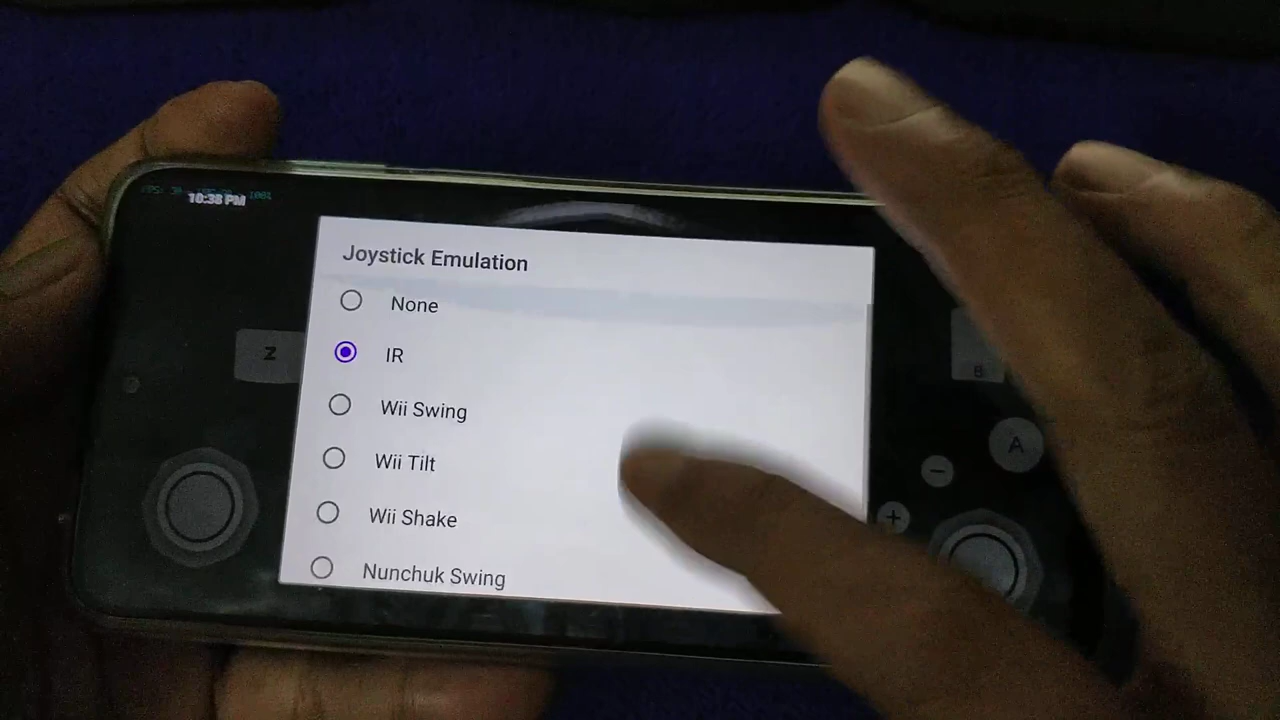 10:38 PM
Joystick Emulation
None
IR
Wii Swing
Wii Tilt
Wii Shake
Nunchuk Swing
Z
B
A
−
+